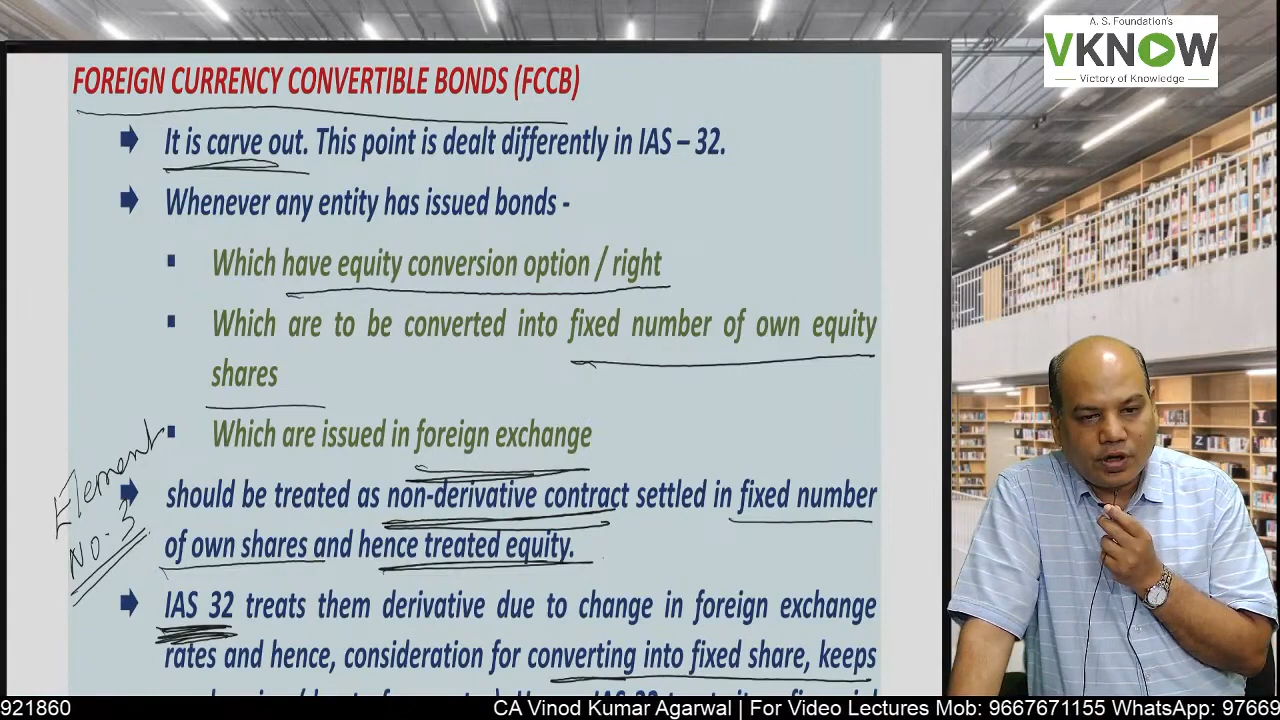 A. S. Foundation's
VKNOW
Victory of Knowledge
FOREIGN CURRENCY CONVERTIBLE BONDS (FCCB)
It is carve out. This point is dealt differently in IAS – 32.
Whenever any entity has issued bonds -
Which have equity conversion option / right
Which are to be converted into fixed number of own equity
shares
Which are issued in foreign exchange
Element
NO-3
should be treated as non-derivative contract settled in fixed number
of own shares and hence treated equity.
IAS 32 treats them derivative due to change in foreign exchange
rates and hence, consideration for converting into fixed share, keeps
921860 CA Vinod Kumar Agarwal | For Video Lectures Mob: 9667671155 WhatsApp: 97669